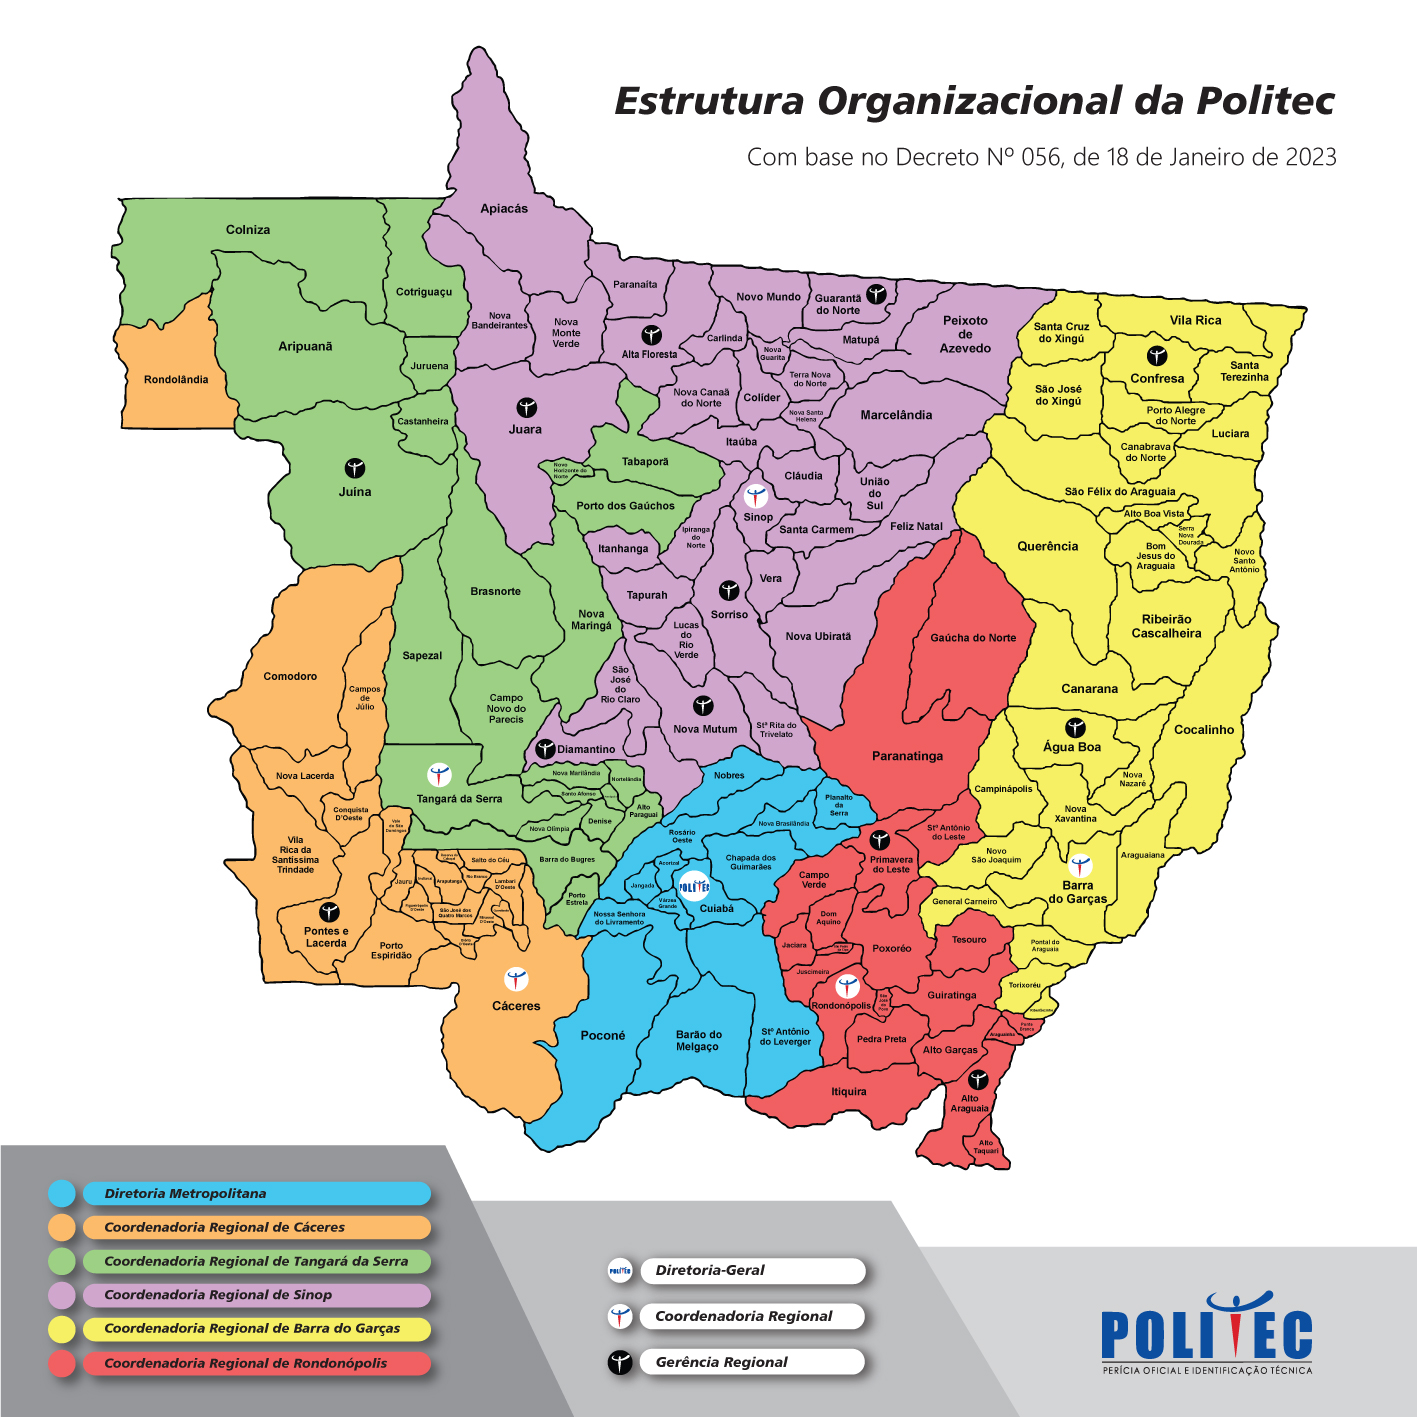 Estrutura Organizacional da Politec
Com base no Decreto Nº 056, de 18 de Janeiro de 2023
Apiacás
Colniza
Cotriguaçu
Aripuanã
Rondolândia
Juruena
Castanheira
Juína
Nova
Bandeirantes
Nova
Monte
Verde
Paranaíta
Alta Floresta
Carlinda
Novo Mundo
Guarantã
do Norte
Matupá
Peixoto
de
Azevedo
Nova
Guarita
Terra Nova
do Norte
Nova Canaã
do Norte
Colíder
Nova Santa
Helena
Marcelândia
Juara
Itaúba
Tabaporã
Novo
Horizonte do
Norte
Porto dos Gaúchos
Cláudia
União
do
Sul
Sinop
Santa Carmem
Feliz Natal
Ipiranga
do
Norte
Itanhanga
Tapurah
Vera
Sorriso
Lucas
do
Rio
Verde
Nova Ubiratã
Brasnorte
Nova
Maringá
Sapezal
Campo
Novo do
Parecis
São
José
do
Rio Claro
Nova Mutum
Stª Rita do
Trivelato
Diamantino
Santa Cruz
do Xingú
Vila Rica
Confresa
Santa
Terezinha
São José
do Xingú
Porto Alegre
do Norte
Luciara
Canabrava
do Norte
São Félix do Araguaia
Alto Boa Vista
Serra
Nova
Dourada
Bom
Jesus do
Araguaia
Novo
Santo
Antônio
Querência
Ribeirão
Cascalheira
Canarana
Cocalinho
Água Boa
Nova
Nazaré
Campinápolis
Nova
Xavantina
Novo
São Joaquim
Araguaiana
Barra
do Garças
General Carneiro
Pontal do
Araguaia
Torixoréu
Gaúcha do Norte
Paranatinga
Stº Antônio
do Leste
Primavera
do Leste
Campo
Verde
Dom
Aquino
Jaciara
Juscimeira
Poxoréo
Tesouro
Rondonópolis
São
José
do
Povo
Guiratinga
Pedra Preta
Alto Garças
Araguainha
Ponte
Branca
Itiquira
Alto
Araguaia
Alto
Taquari
Comodoro
Campos
de
Júlio
Nova Lacerda
Conquista
D'Oeste
Vale
de São
Domingos
Vila
Rica da
Santíssima
Trindade
Pontes e
Lacerda
Porto
Espiridão
Jauru
Salto do Céu
Rio Branco
Lambari
D'Oeste
Araputanga
Figueirópolis
D'Oeste
São José dos
Quatro Marcos
Mirassol
D'Oeste
Cáceres
Tangará da Serra
Nova Marilândia
Nortelândia
Santo Afonso
Alto
Paraguai
Denise
Nova Olímpia
Barra do Bugres
Porto
Estrela
Nobres
Planalto
da
Serra
Nova Brasilândia
Rosário
Oeste
Acorizal
Jangada
Chapada dos
Guimarães
Várzea
Grande
POLITEC
Cuiabá
Nossa Senhora
do Livramento
Poconé
Barão do
Melgaço
Stº Antônio
do Leverger
Diretoria Metropolitana
Coordenadoria Regional de Cáceres
Coordenadoria Regional de Tangará da Serra
Coordenadoria Regional de Sinop
Coordenadoria Regional de Barra do Garças
Coordenadoria Regional de Rondonópolis
POLITEC
Diretoria-Geral
Coordenadoria Regional
Gerência Regional
POLITEC
PERÍCIA OFICIAL E IDENTIFICAÇÃO TÉCNICA